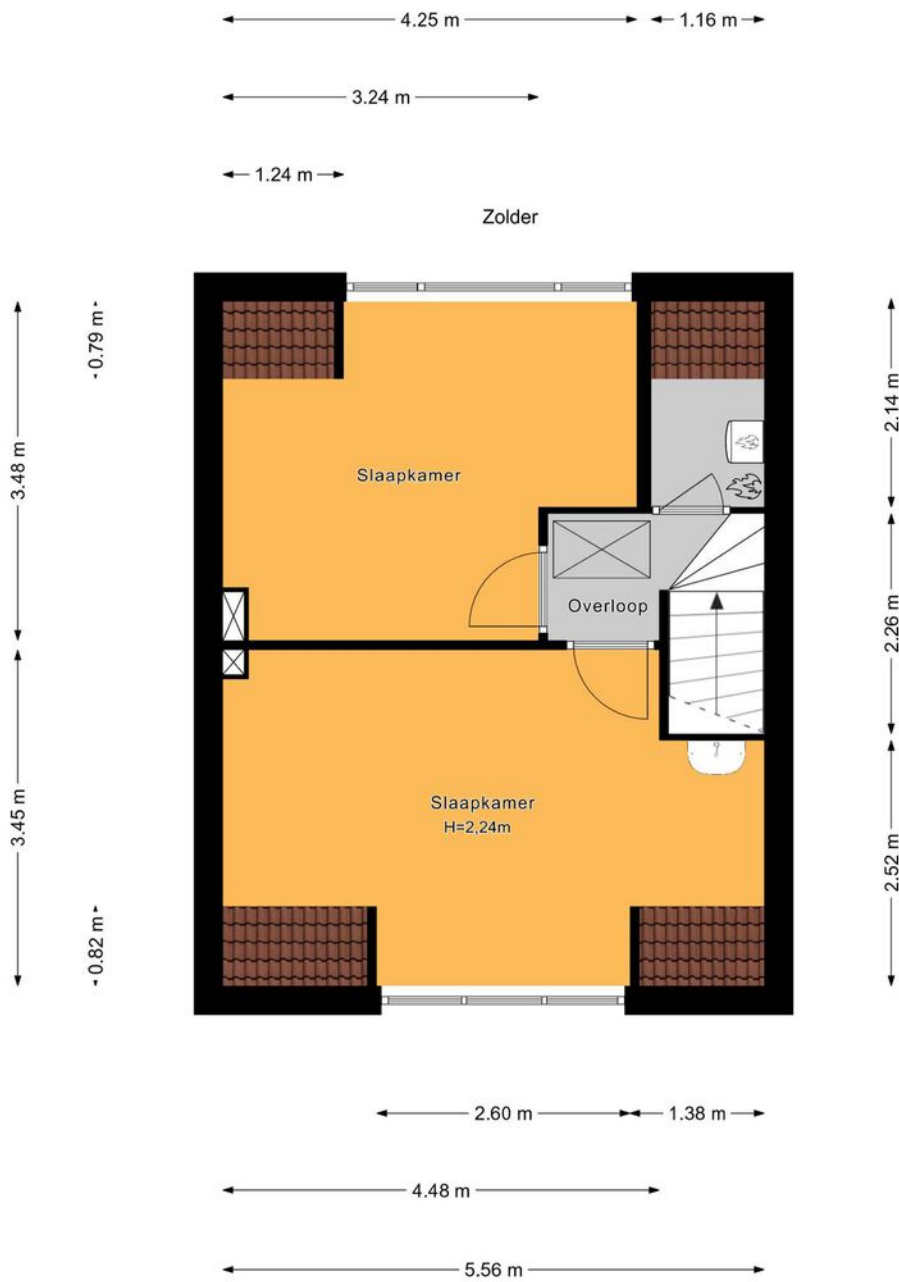 4.25 m
1.16 m
3.24 m
1.24 m
Zolder
0.79 m
2.14 m
3.48 m
Slaapkamer
Overloop
2.26 m
Slaapkamer
H=2,24m
3.45 m
2.52 m
0.82 m
2.60 m
1.38 m
4.48 m
5.56 m